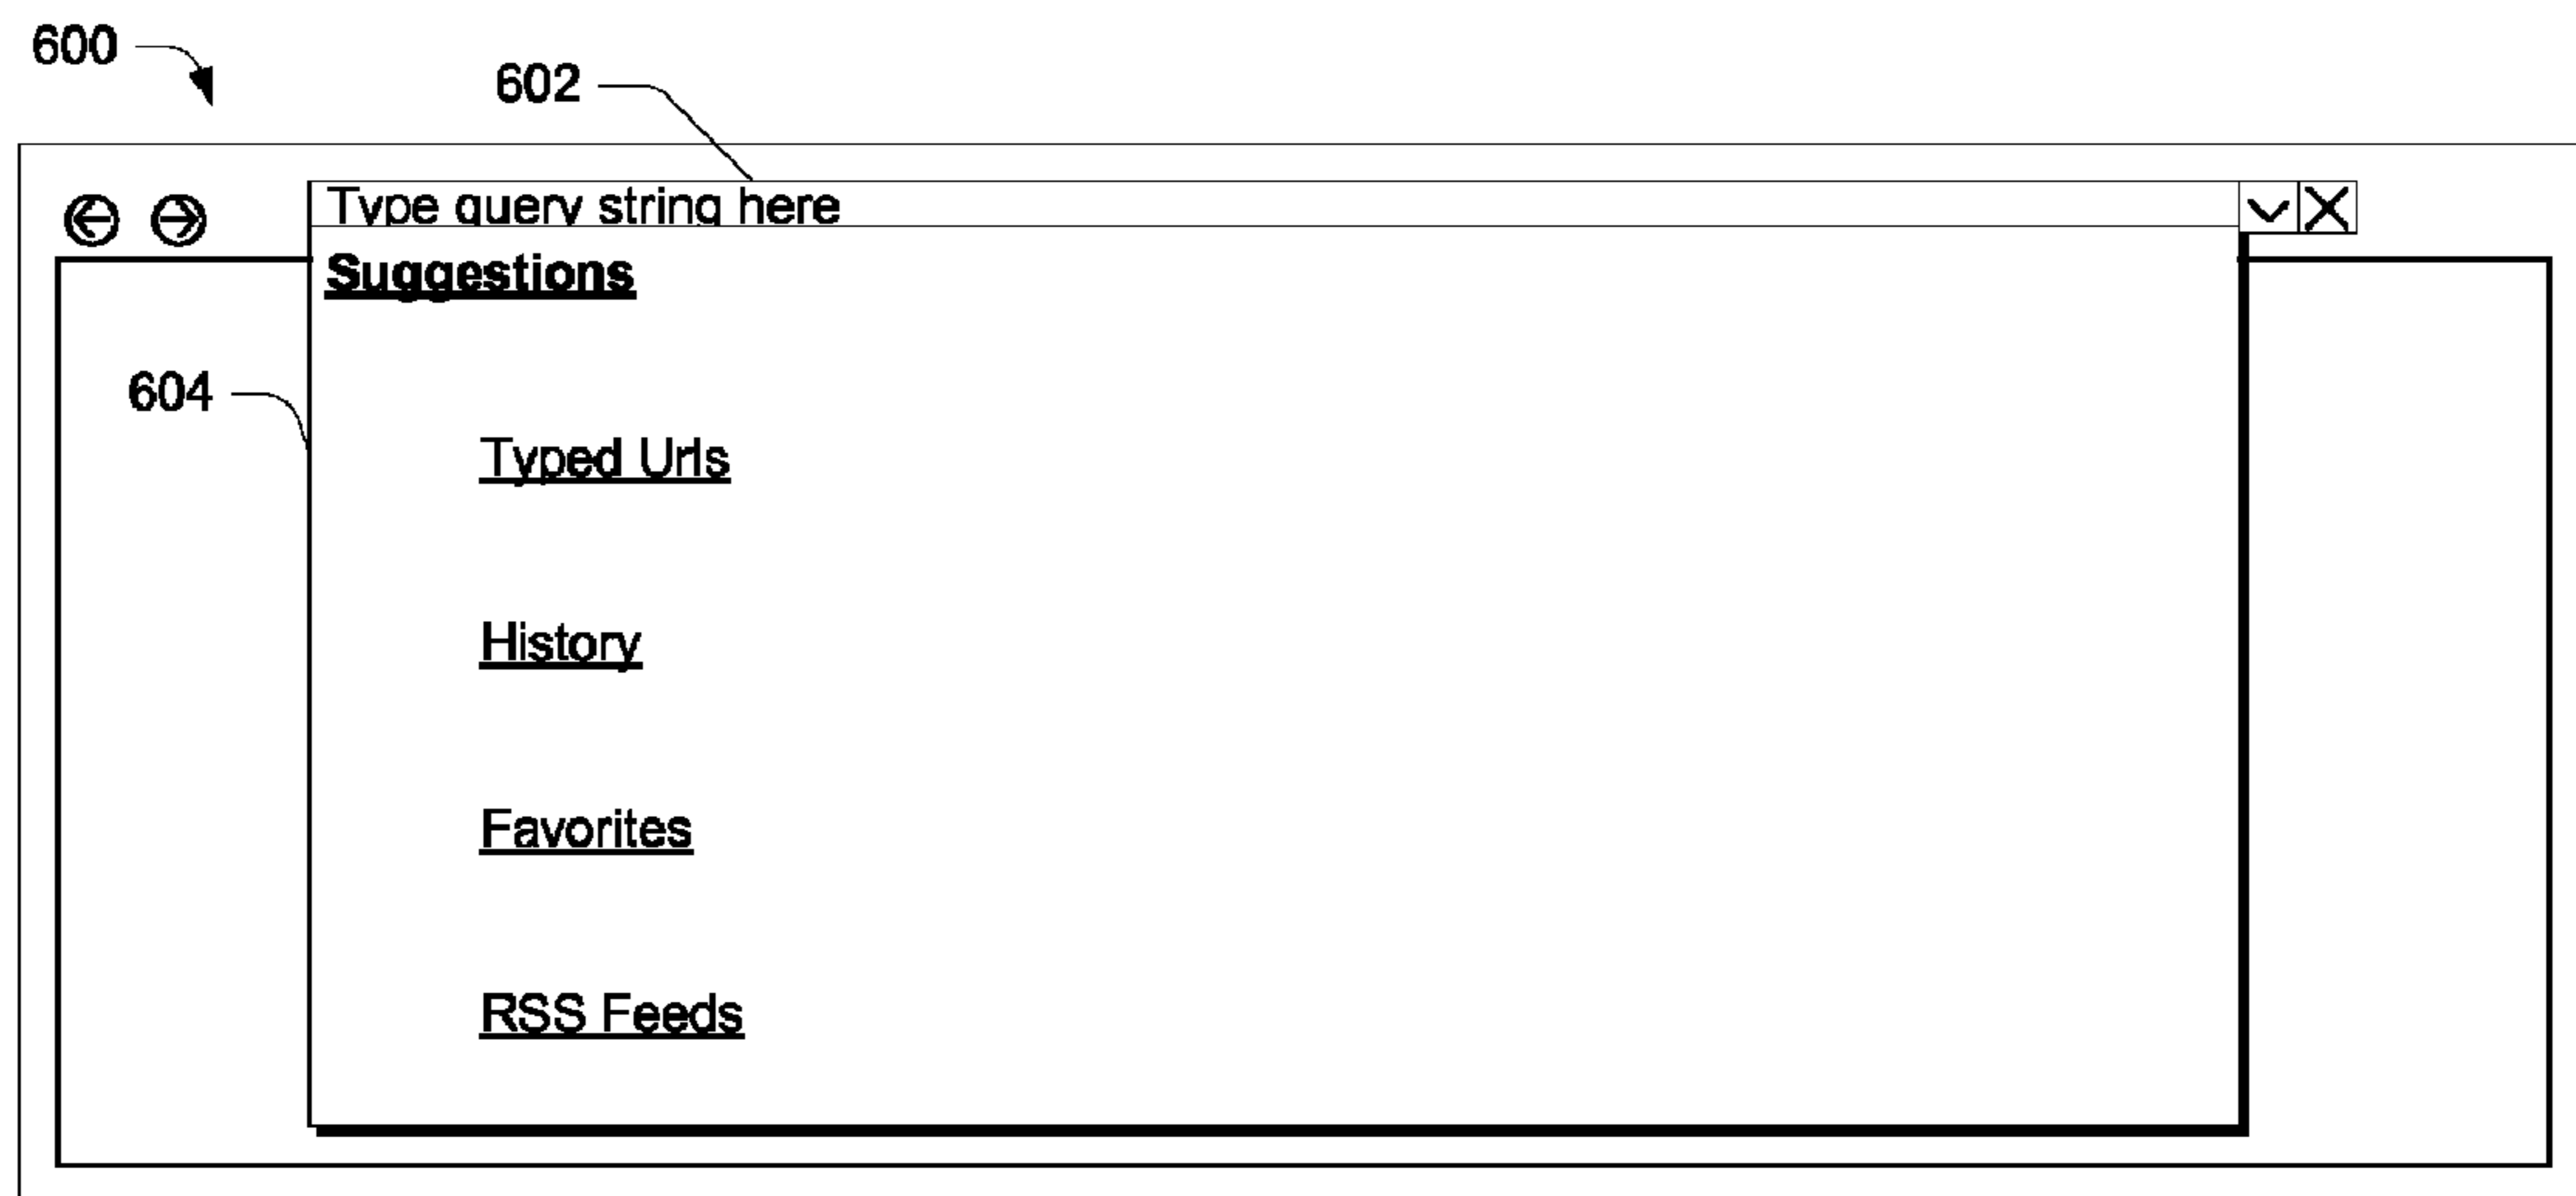 600
602
Type query string here
Suggestions
604
Typed Urls
History
Favorites
RSS Feeds